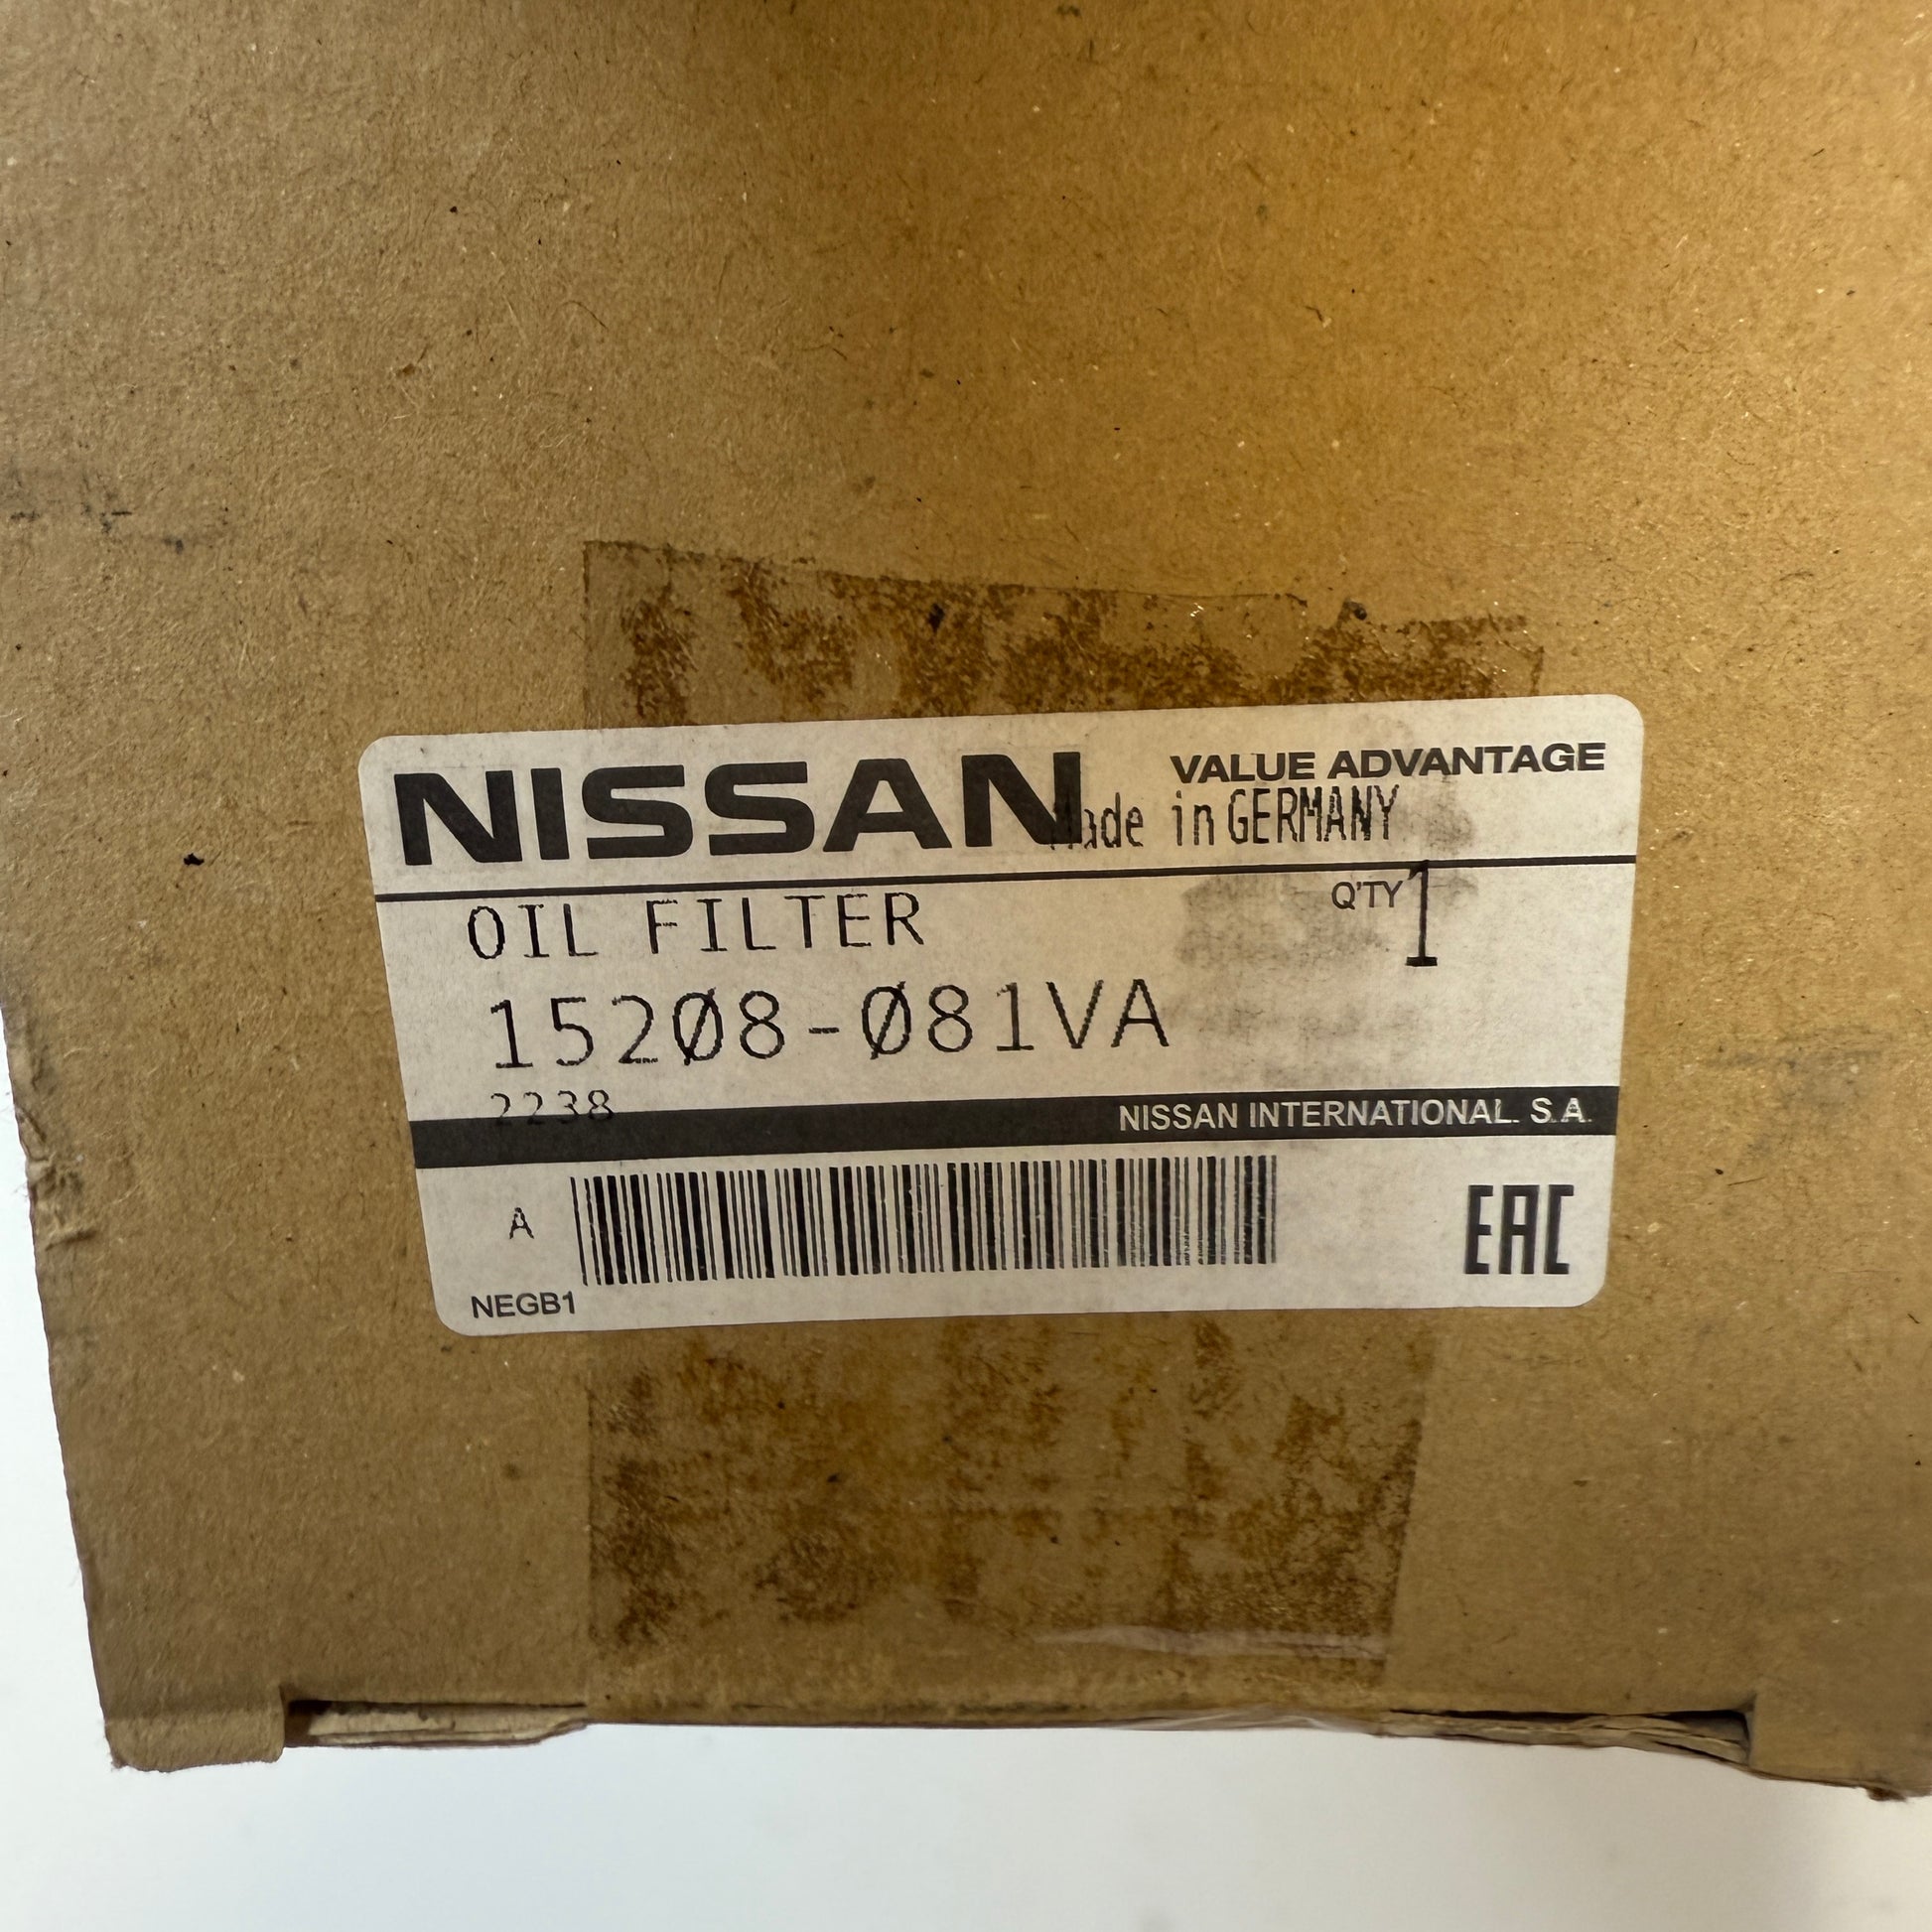 NISSAN VALUE ADVANTAGE
Made in GERMANY
OIL FILTER Q'TY 1
15208-081VA
2238
NISSAN INTERNATIONAL. S.A.
A EAC
NEGB1